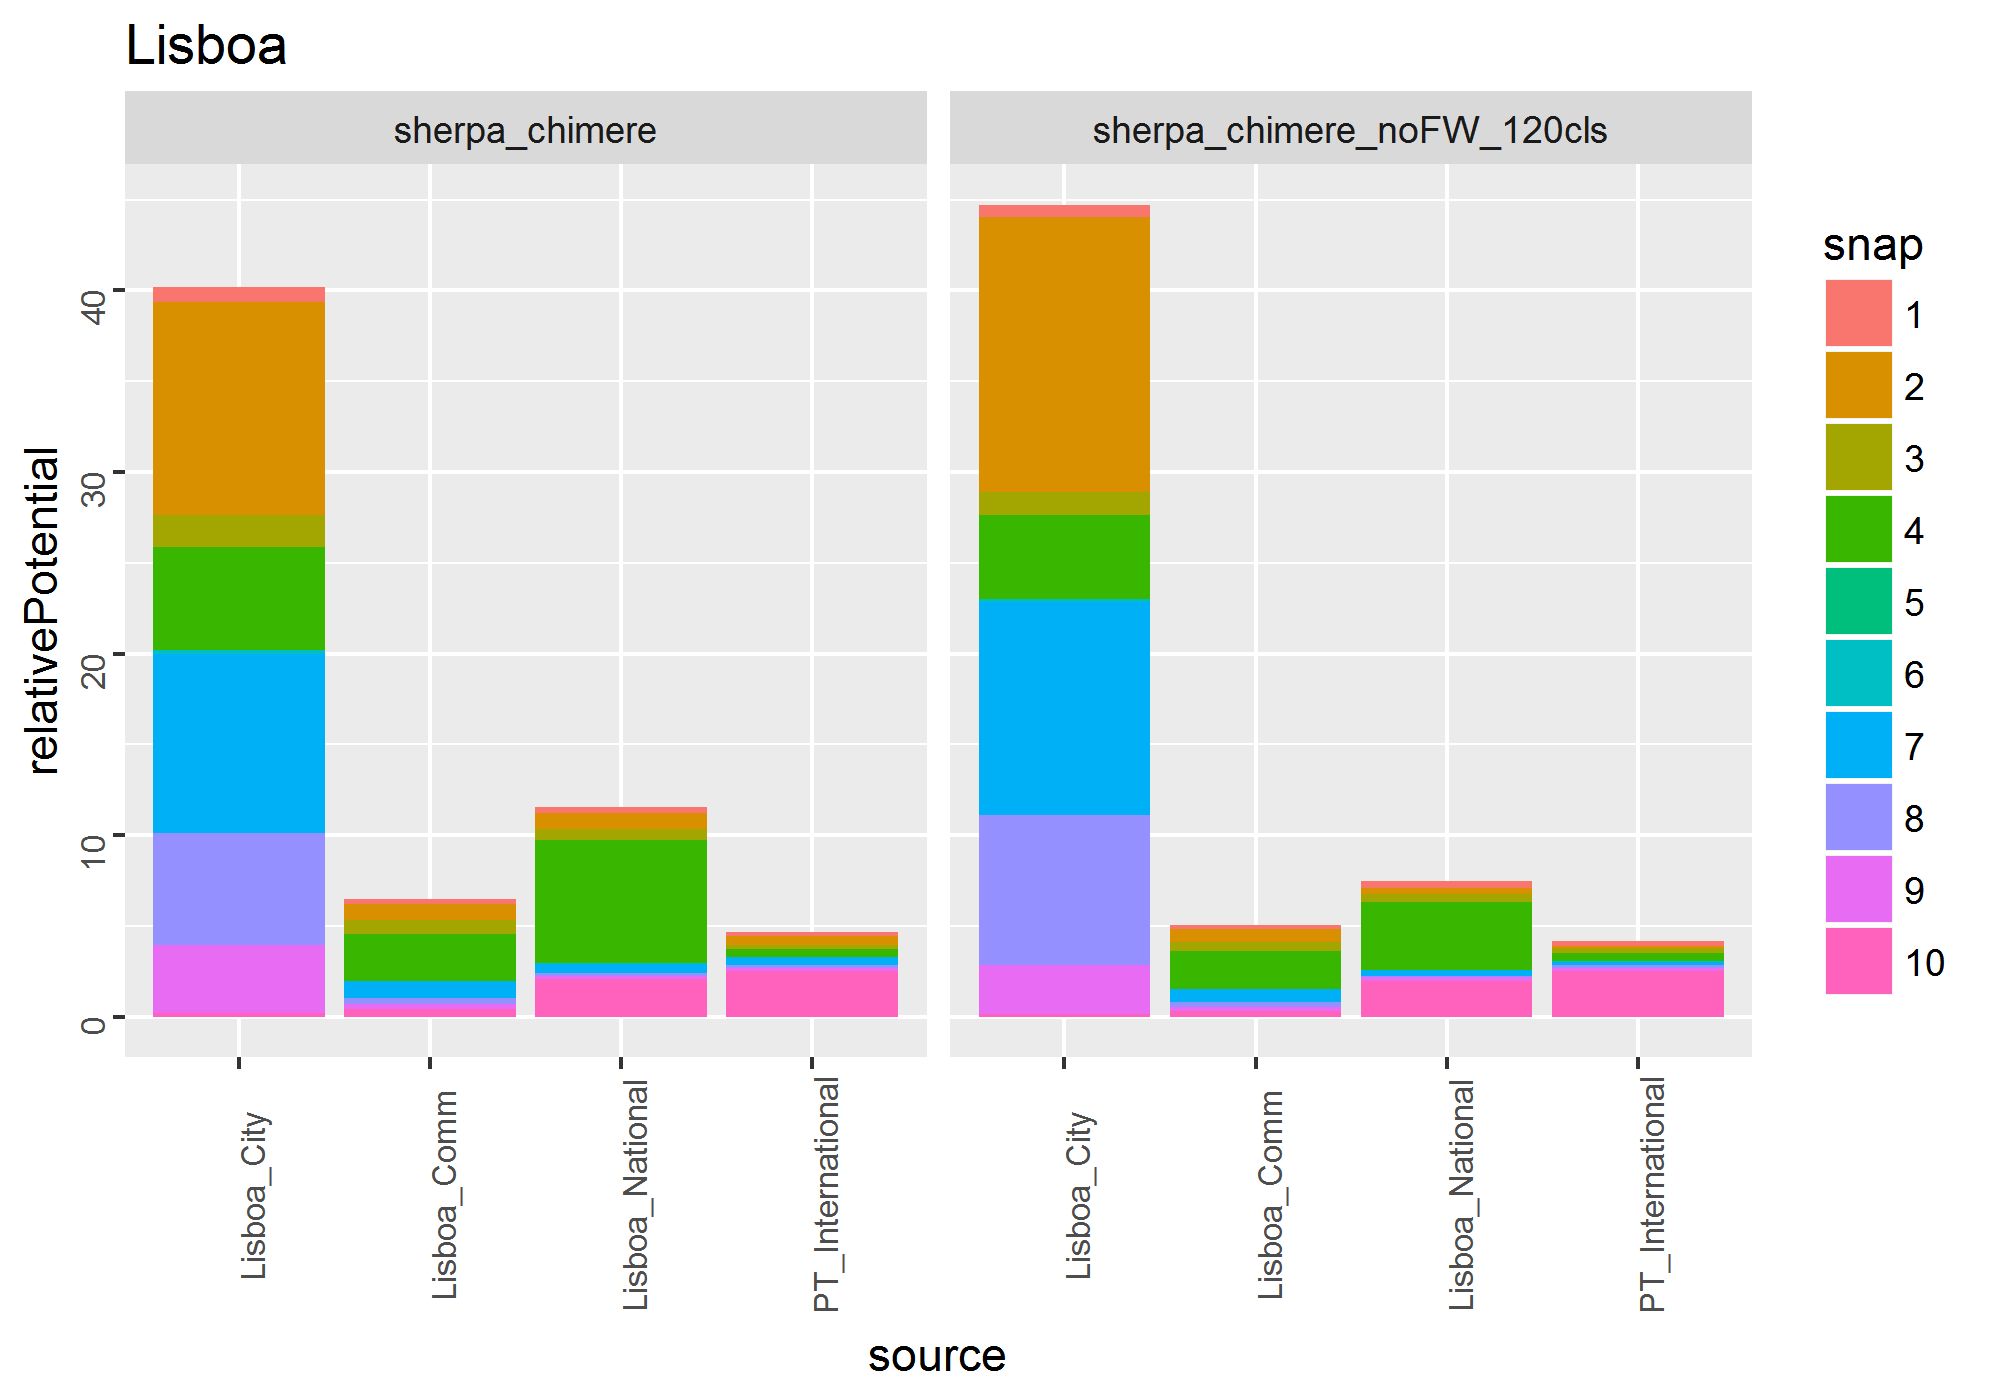 Lisboa
sherpa_chimere
sherpa_chimere_noFW_120cls
relativePotential
40
30
20
10
0
Lisboa_City
Lisboa_Comm
Lisboa_National
PT_International
Lisboa_City
Lisboa_Comm
Lisboa_National
PT_International
source
snap
1
2
3
4
5
6
7
8
9
10